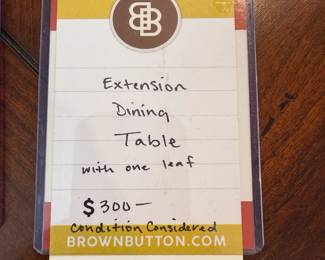 BB
Extension
Dining
Table
with one leaf
$300—
Condition Considered
BROWNBUTTON.COM